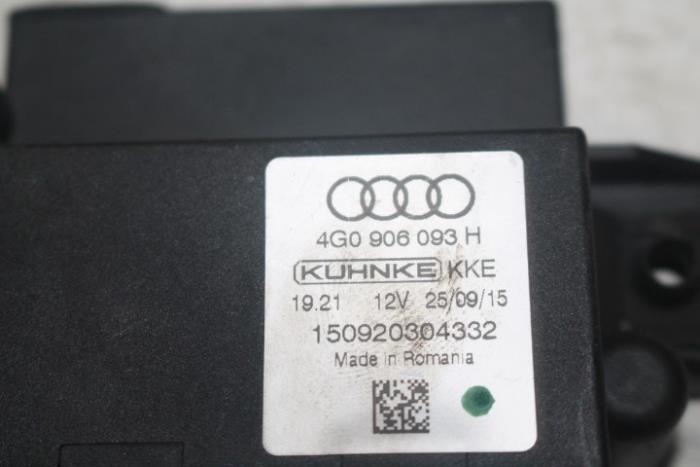 4G0 906 093 H
KUHNKE KKE
19.21 12V 25/09/15
150920304332
Made in Romania